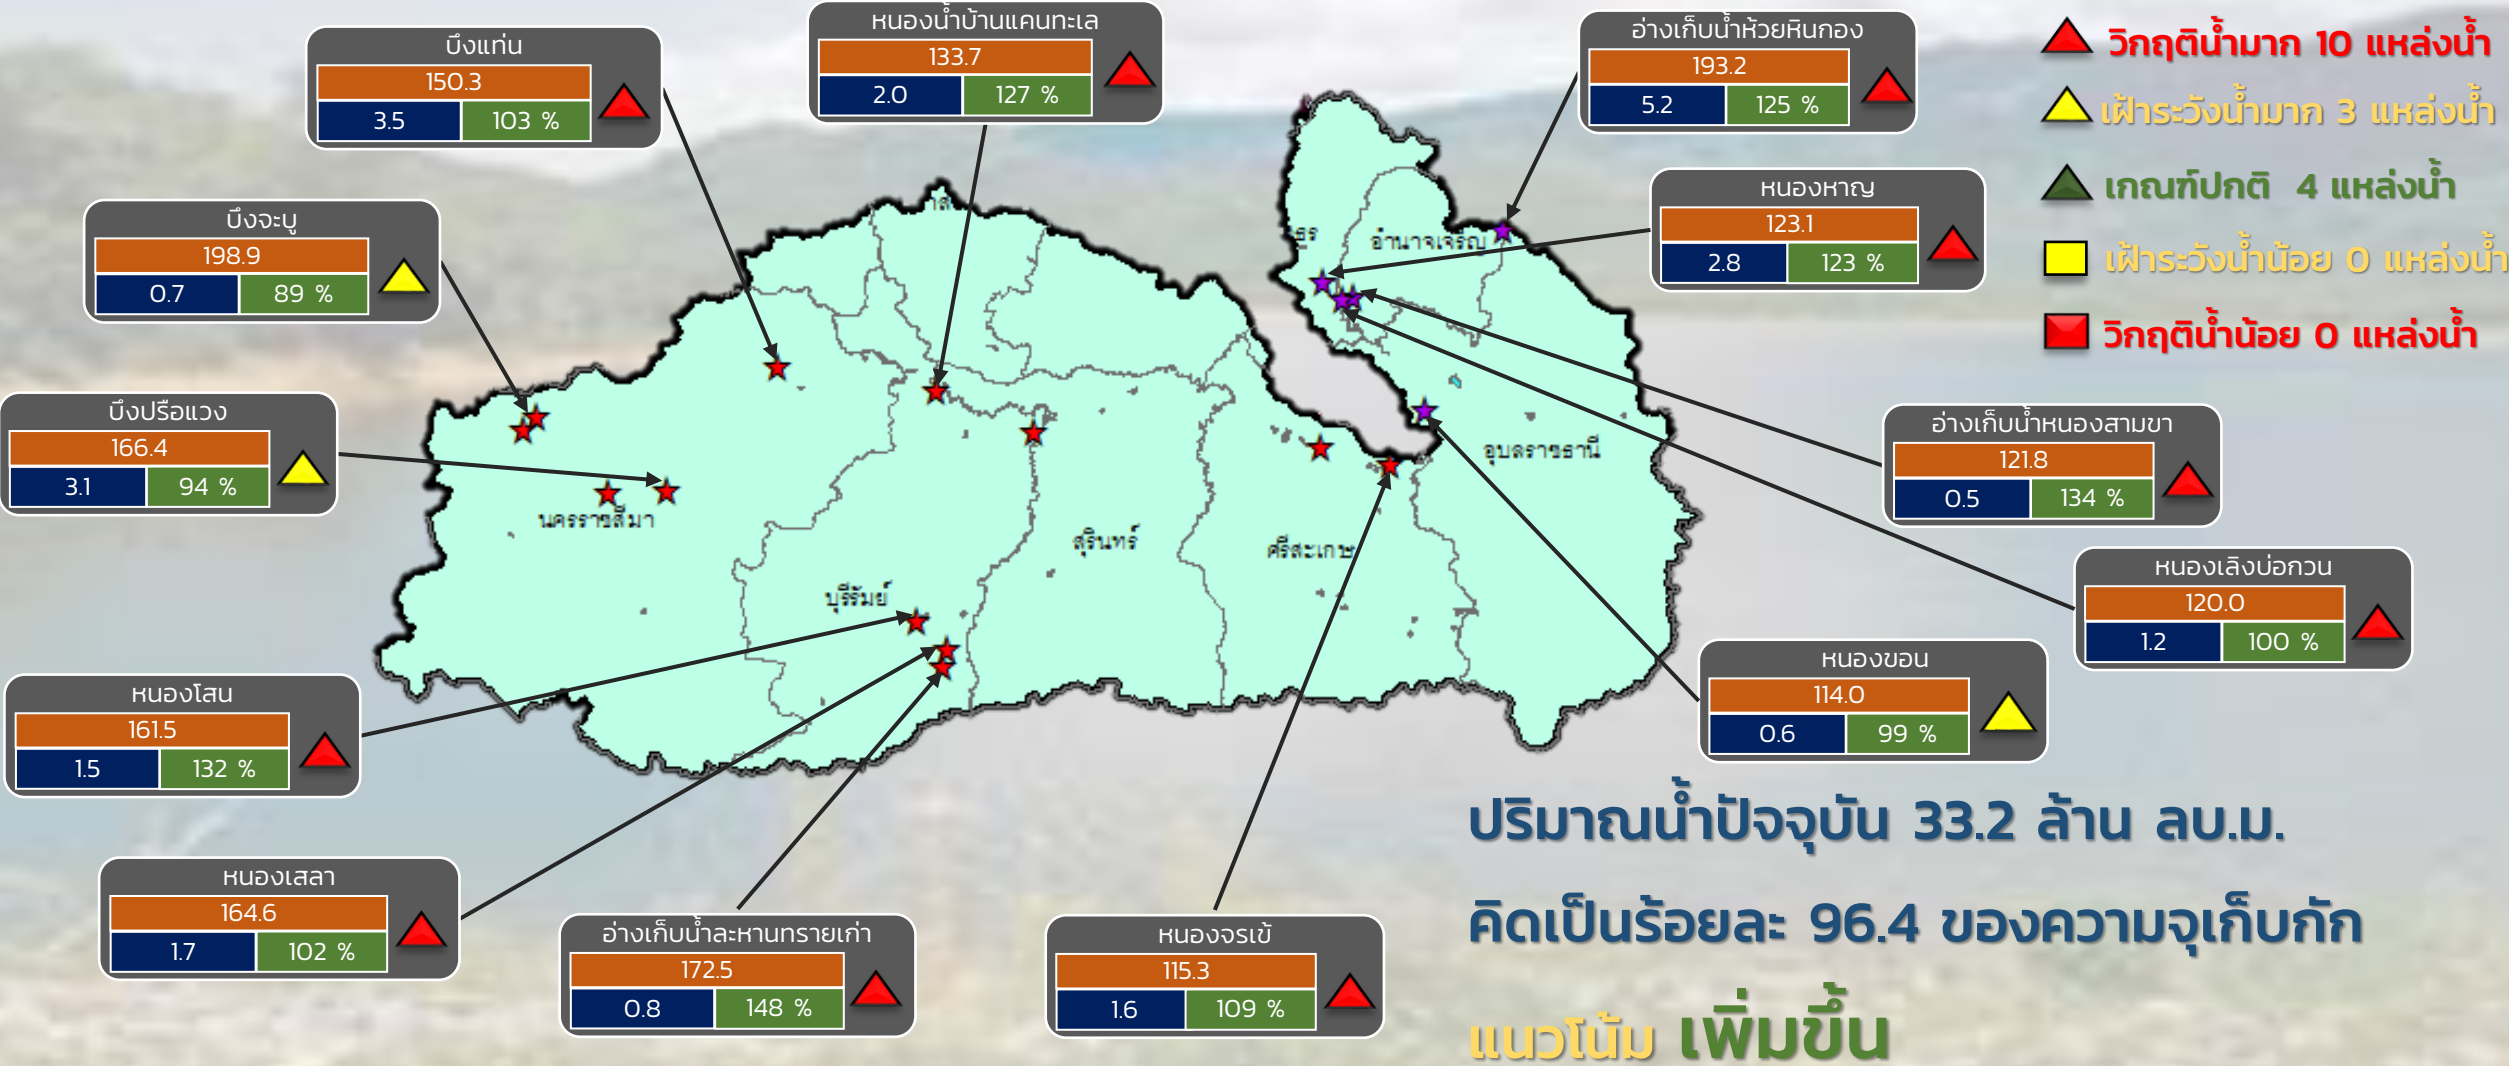 บึงแท่น
150.3
3.5 103 %
หนองน้ำบ้านแคนทะเล
133.7
2.0 127 %
อ่างเก็บน้ำห้วยหินกอง
193.2
5.2 125 %
วิกฤติน้ำมาก 10 แหล่งน้ำ
เฝ้าระวังน้ำมาก 3 แหล่งน้ำ
เกณฑ์ปกติ 4 แหล่งน้ำ
เฝ้าระวังน้ำน้อย 0 แหล่งน้ำ
วิกฤติน้ำน้อย 0 แหล่งน้ำ
บึงจะบู
198.9
0.7 89 %
หนองหาญ
123.1
2.8 123 %
บึงปรือแวง
166.4
3.1 94 %
อ่างเก็บน้ำหนองสามขา
121.8
0.5 134 %
หนองเลิงบ่อกวน
120.0
1.2 100 %
หนองขอน
114.0
0.6 99 %
หนองโสน
161.5
1.5 132 %
หนองเสลา
164.6
1.7 102 %
อ่างเก็บน้ำละหานทรายเก่า
172.5
0.8 148 %
หนองจรเข้
115.3
1.6 109 %
อำนาจเจริญ
อุบลราชธานี
นครราชสีมา
สุรินทร์
ศรีสะเกษ
บุรีรัมย์
ปริมาณน้ำปัจจุบัน 33.2 ล้าน ลบ.ม.
คิดเป็นร้อยละ 96.4 ของความจุเก็บกัก
แนวโน้ม เพิ่มขึ้น